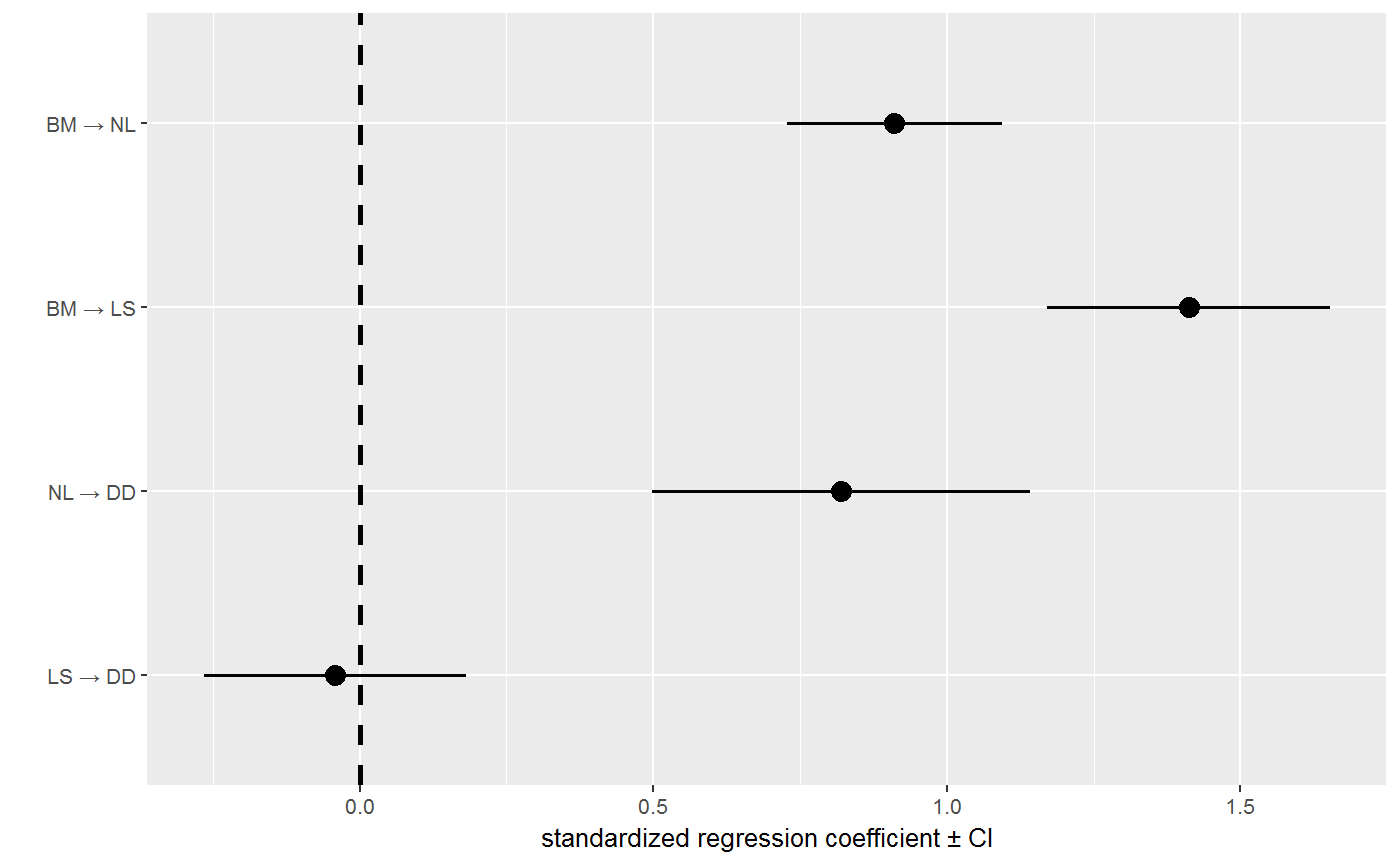 BM → NL
BM → LS
NL → DD
LS → DD
0.0 0.5 1.0 1.5
standardized regression coefficient ± CI